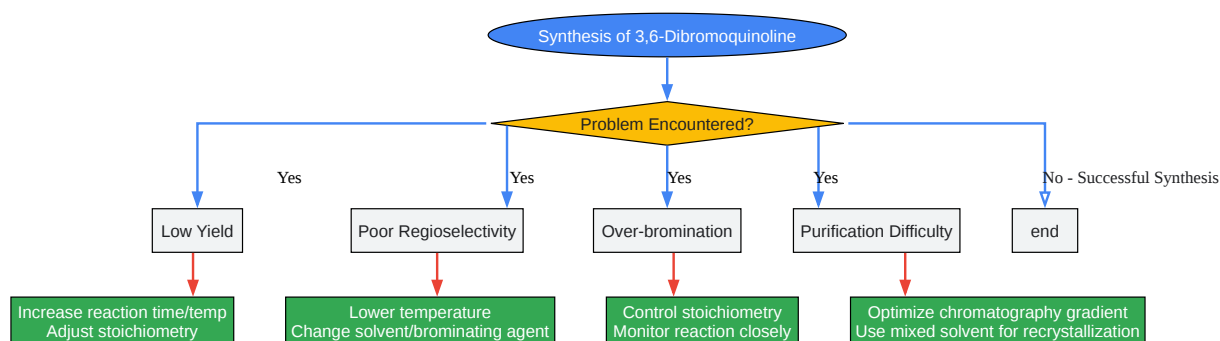 Synthesis of 3,6-Dibromoquinoline
Problem Encountered?
Yes
Yes
Yes
Yes
No - Successful Synthesis
Low Yield
Poor Regioselectivity
Over-bromination
Purification Difficulty
end
Increase reaction time/temp
Adjust stoichiometry
Lower temperature
Change solvent/brominating agent
Control stoichiometry
Monitor reaction closely
Optimize chromatography gradient
Use mixed solvent for recrystallization